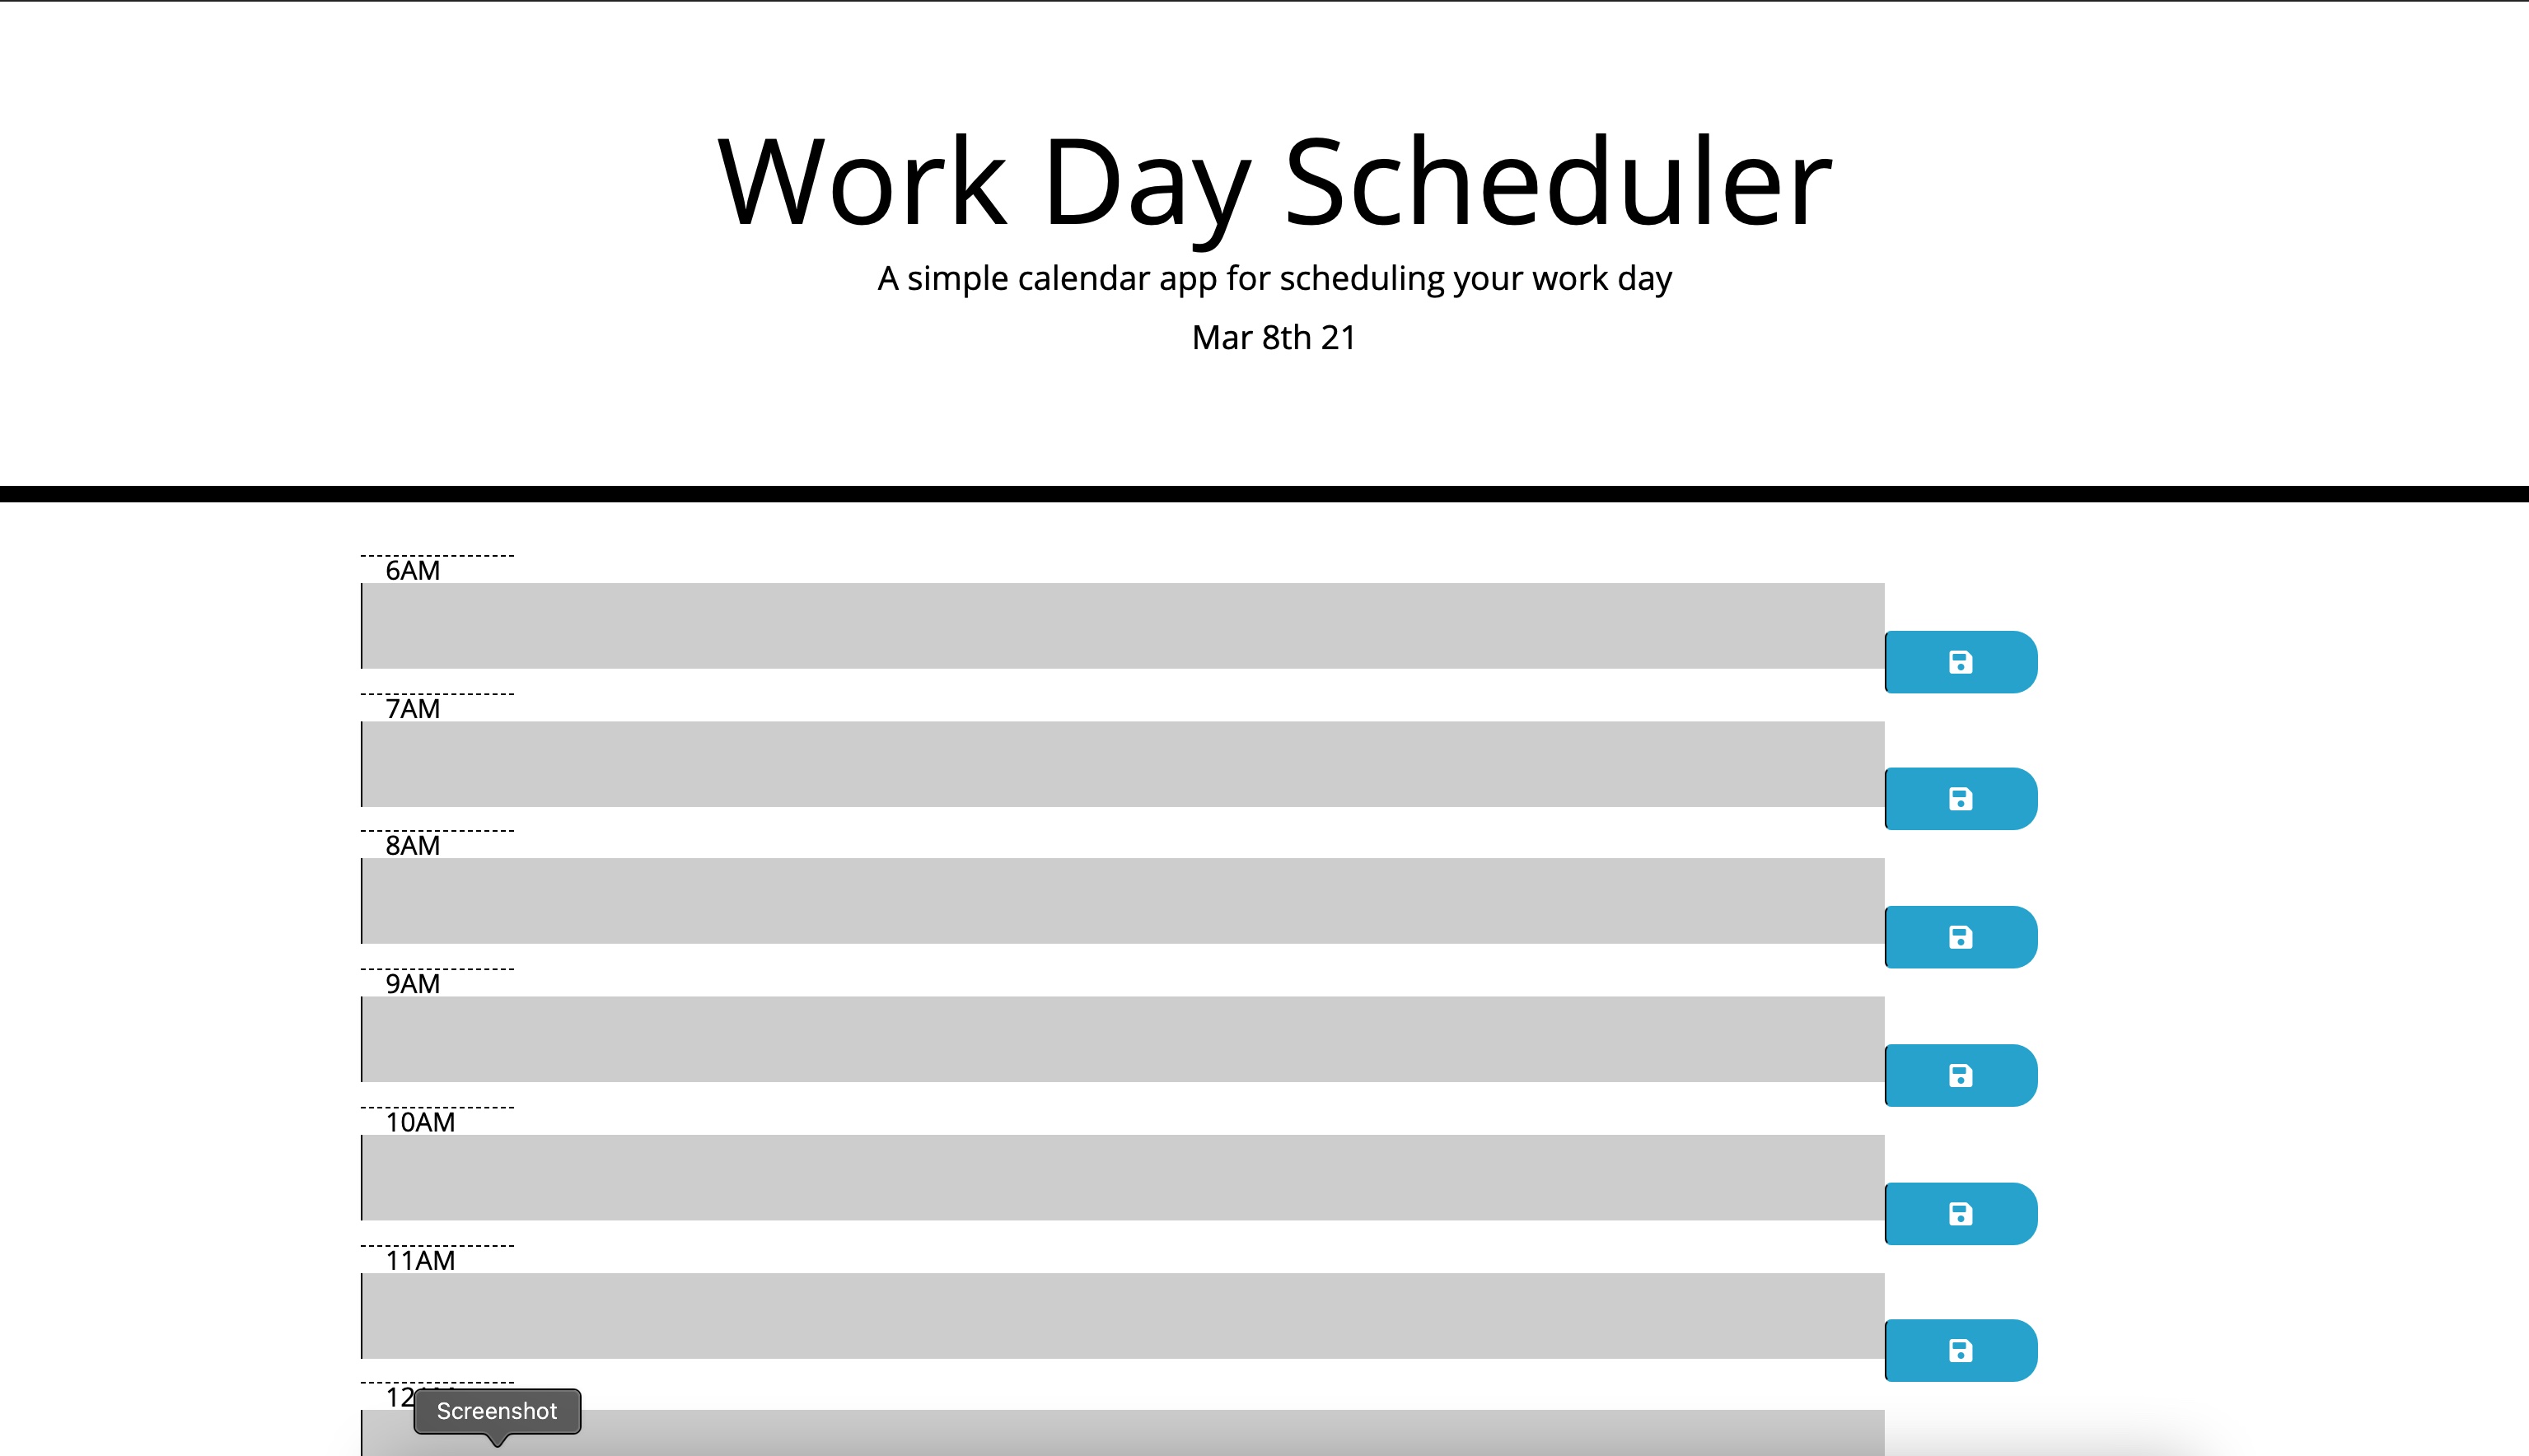 Work Day Scheduler
A simple calendar app for scheduling your work day
Mar 8th 21
6AM
7AM
8AM
9AM
10AM
11AM
12
Screenshot